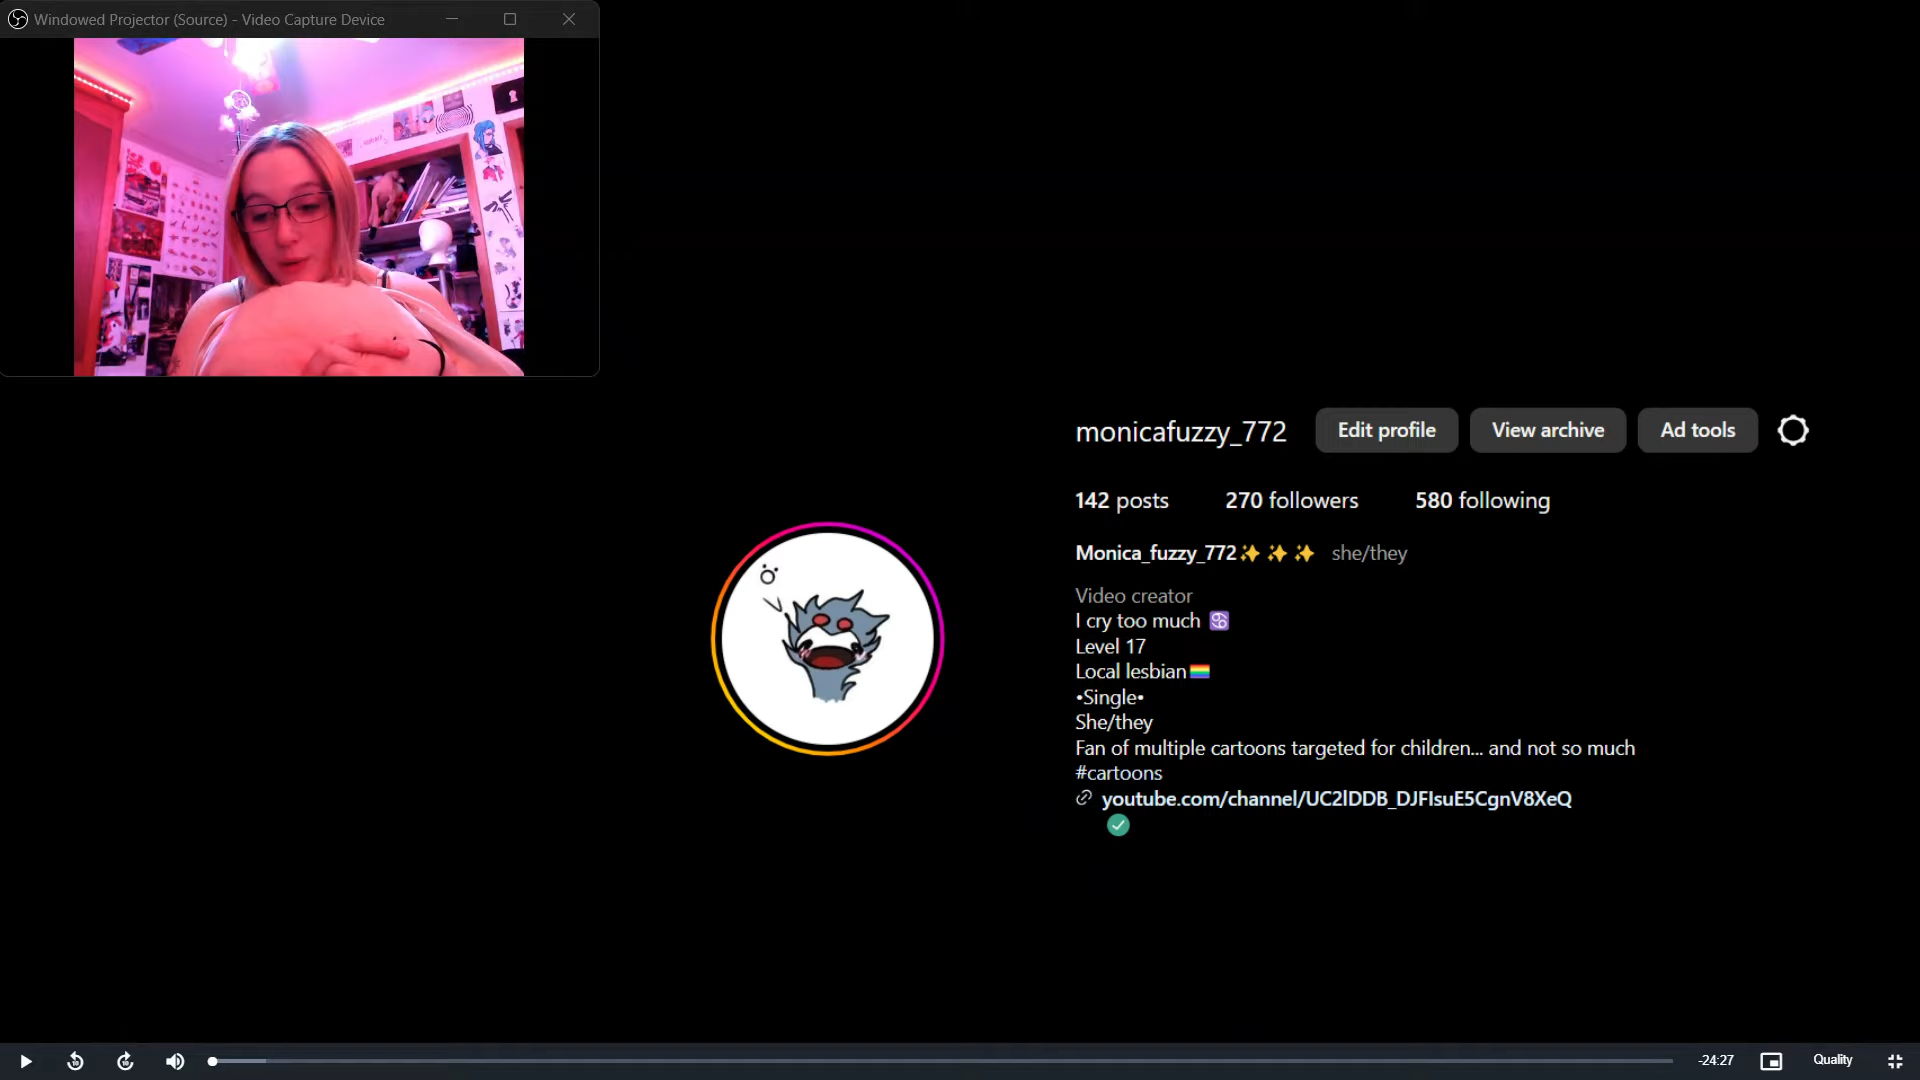 Windowed Projector (Source) - Video Capture Device
monicafuzzy_772 Edit profile View archive Ad tools
142 posts 270 followers 580 following
Monica_fuzzy_772✨✨✨ she/they
Video creator
I cry too much ♋
Level 17
Local lesbian🏳️‍🌈
•Single•
She/they
Fan of multiple cartoons targeted for children... and not so much
#cartoons
youtube.com/channel/UC2lDDB_DJFlsuE5CgnV8XeQ
-24:27 Quality